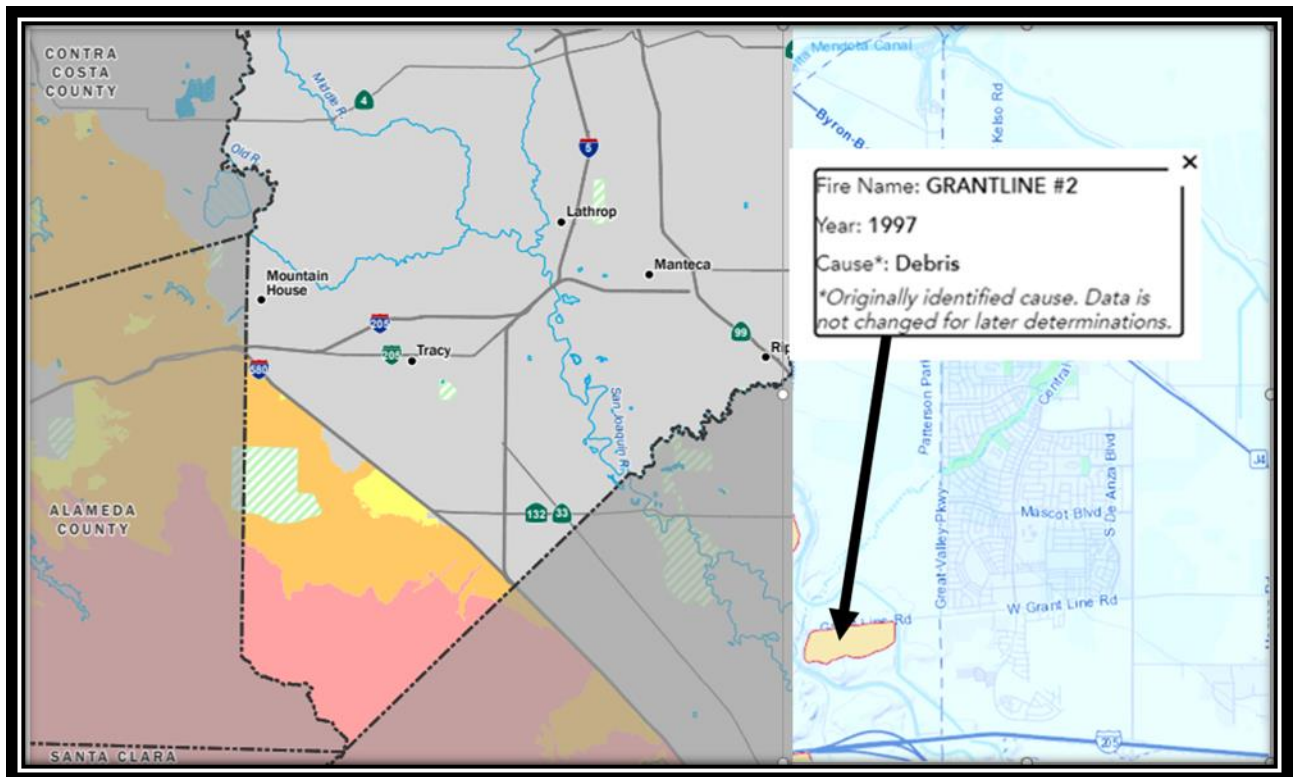 CONTRA
COSTA
COUNTY
Middle R.
4
Old R.
5
Lathrop
Mountain
House
Manteca
205
205
Tracy
99
580
San Joaquin R.
ALAMEDA
COUNTY
132
33
SANTA CLARA
Mendota Canal
Byron-B
Kelso Rd
Fire Name: GRANTLINE #2
Year: 1997
Cause*: Debris
*Originally identified cause. Data is
not changed for later determinations.
Central
Great Valley Pkwy
S De Anza Blvd
Mascot Blvd
W Grant Line Rd
J4
205